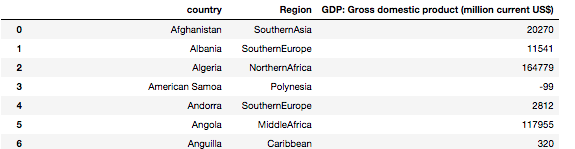 country Region GDP: Gross domestic product (million current US$)
0 Afghanistan SouthernAsia 20270
1 Albania SouthernEurope 11541
2 Algeria NorthernAfrica 164779
3 American Samoa Polynesia -99
4 Andorra SouthernEurope 2812
5 Angola MiddleAfrica 117955
6 Anguilla Caribbean 320